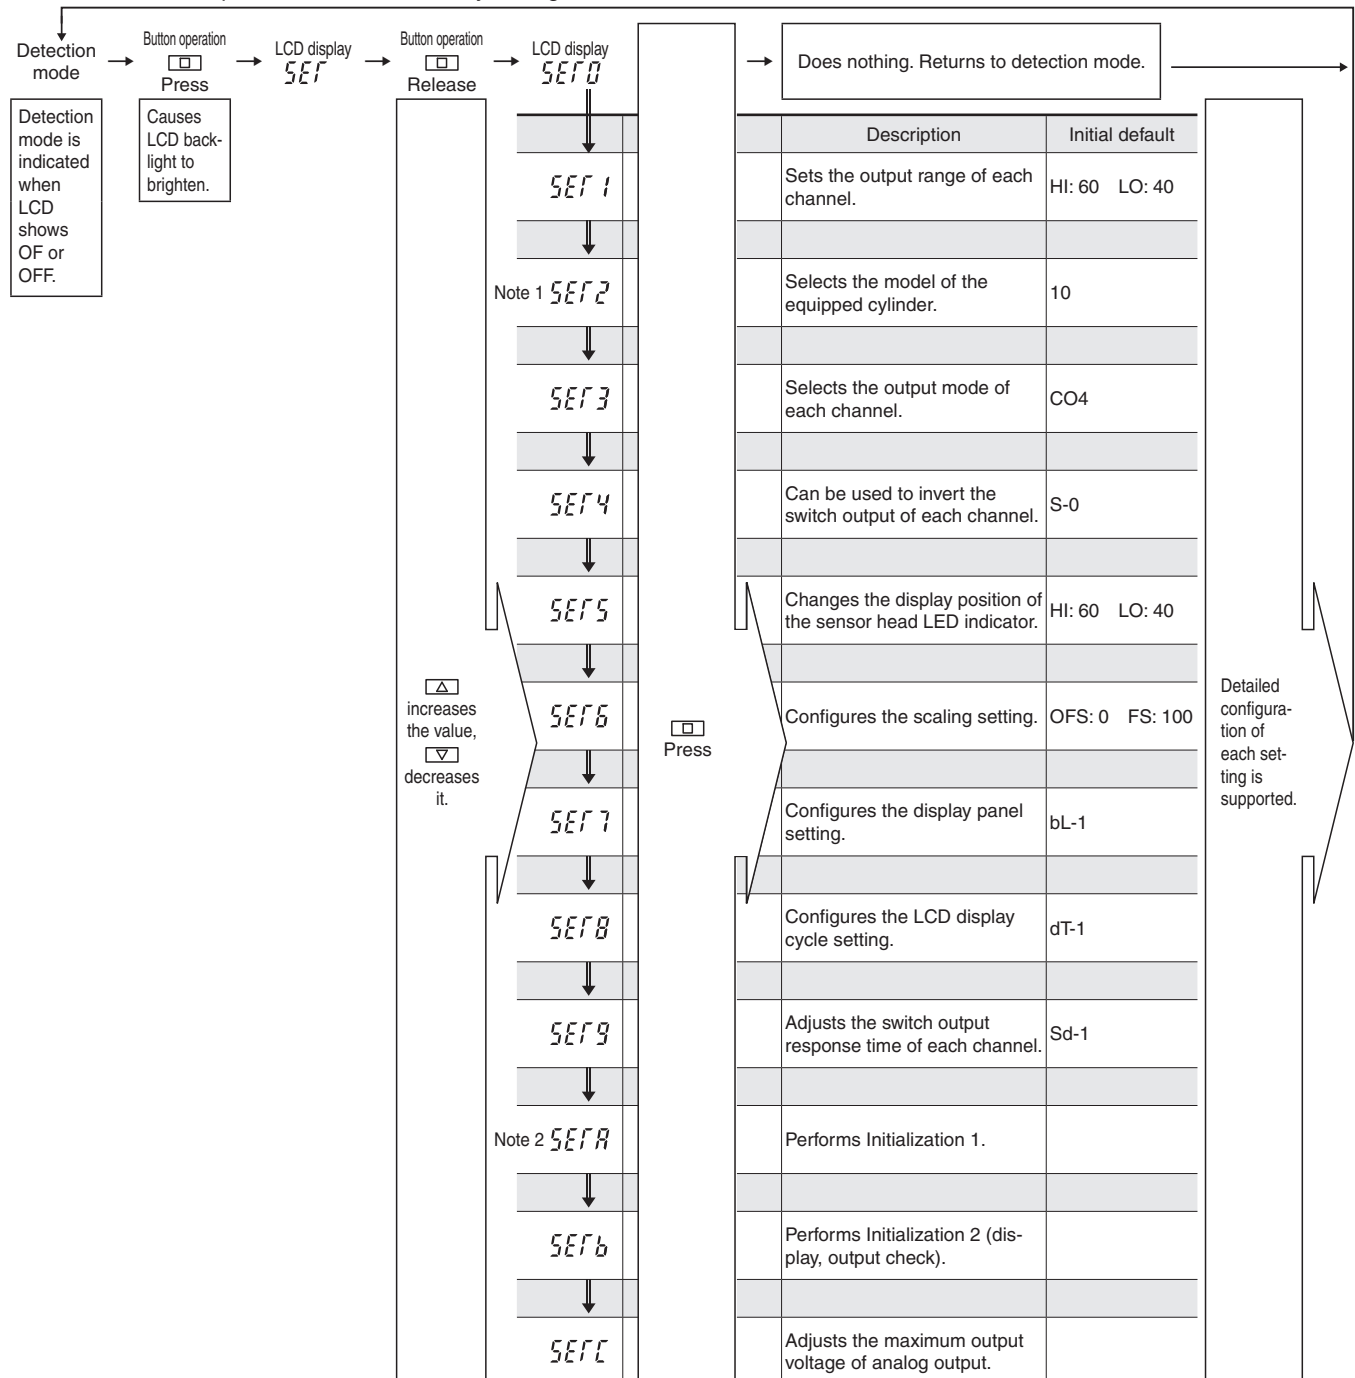 Detection
mode
Button operation
Press
LCD display
SET
Button operation
Release
LCD display
SET0
Does nothing. Returns to detection mode.
Detection
mode is
indicated
when
LCD
shows
OF or
OFF.
Causes
LCD back-
light to
brighten.
Description Initial default
SET1 Sets the output range of each
channel. HI: 60 LO: 40
Note 1 SET2 Selects the model of the
equipped cylinder. 10
SET3 Selects the output mode of
each channel. CO4
SET4 Can be used to invert the
switch output of each channel. S-0
SET5 Changes the display position of
the sensor head LED indicator. HI: 60 LO: 40
SET6 Configures the scaling setting. OFS: 0 FS: 100
SET7 Configures the display panel
setting. bL-1
SET8 Configures the LCD display
cycle setting. dT-1
SET9 Adjusts the switch output
response time of each channel. Sd-1
Note 2 SETA Performs Initialization 1.
SETb Performs Initialization 2 (dis-
play, output check).
SETC Adjusts the maximum output
voltage of analog output.
increases
the value,
decreases
it.
Press
Detailed
configura-
tion of
each set-
ting is
supported.